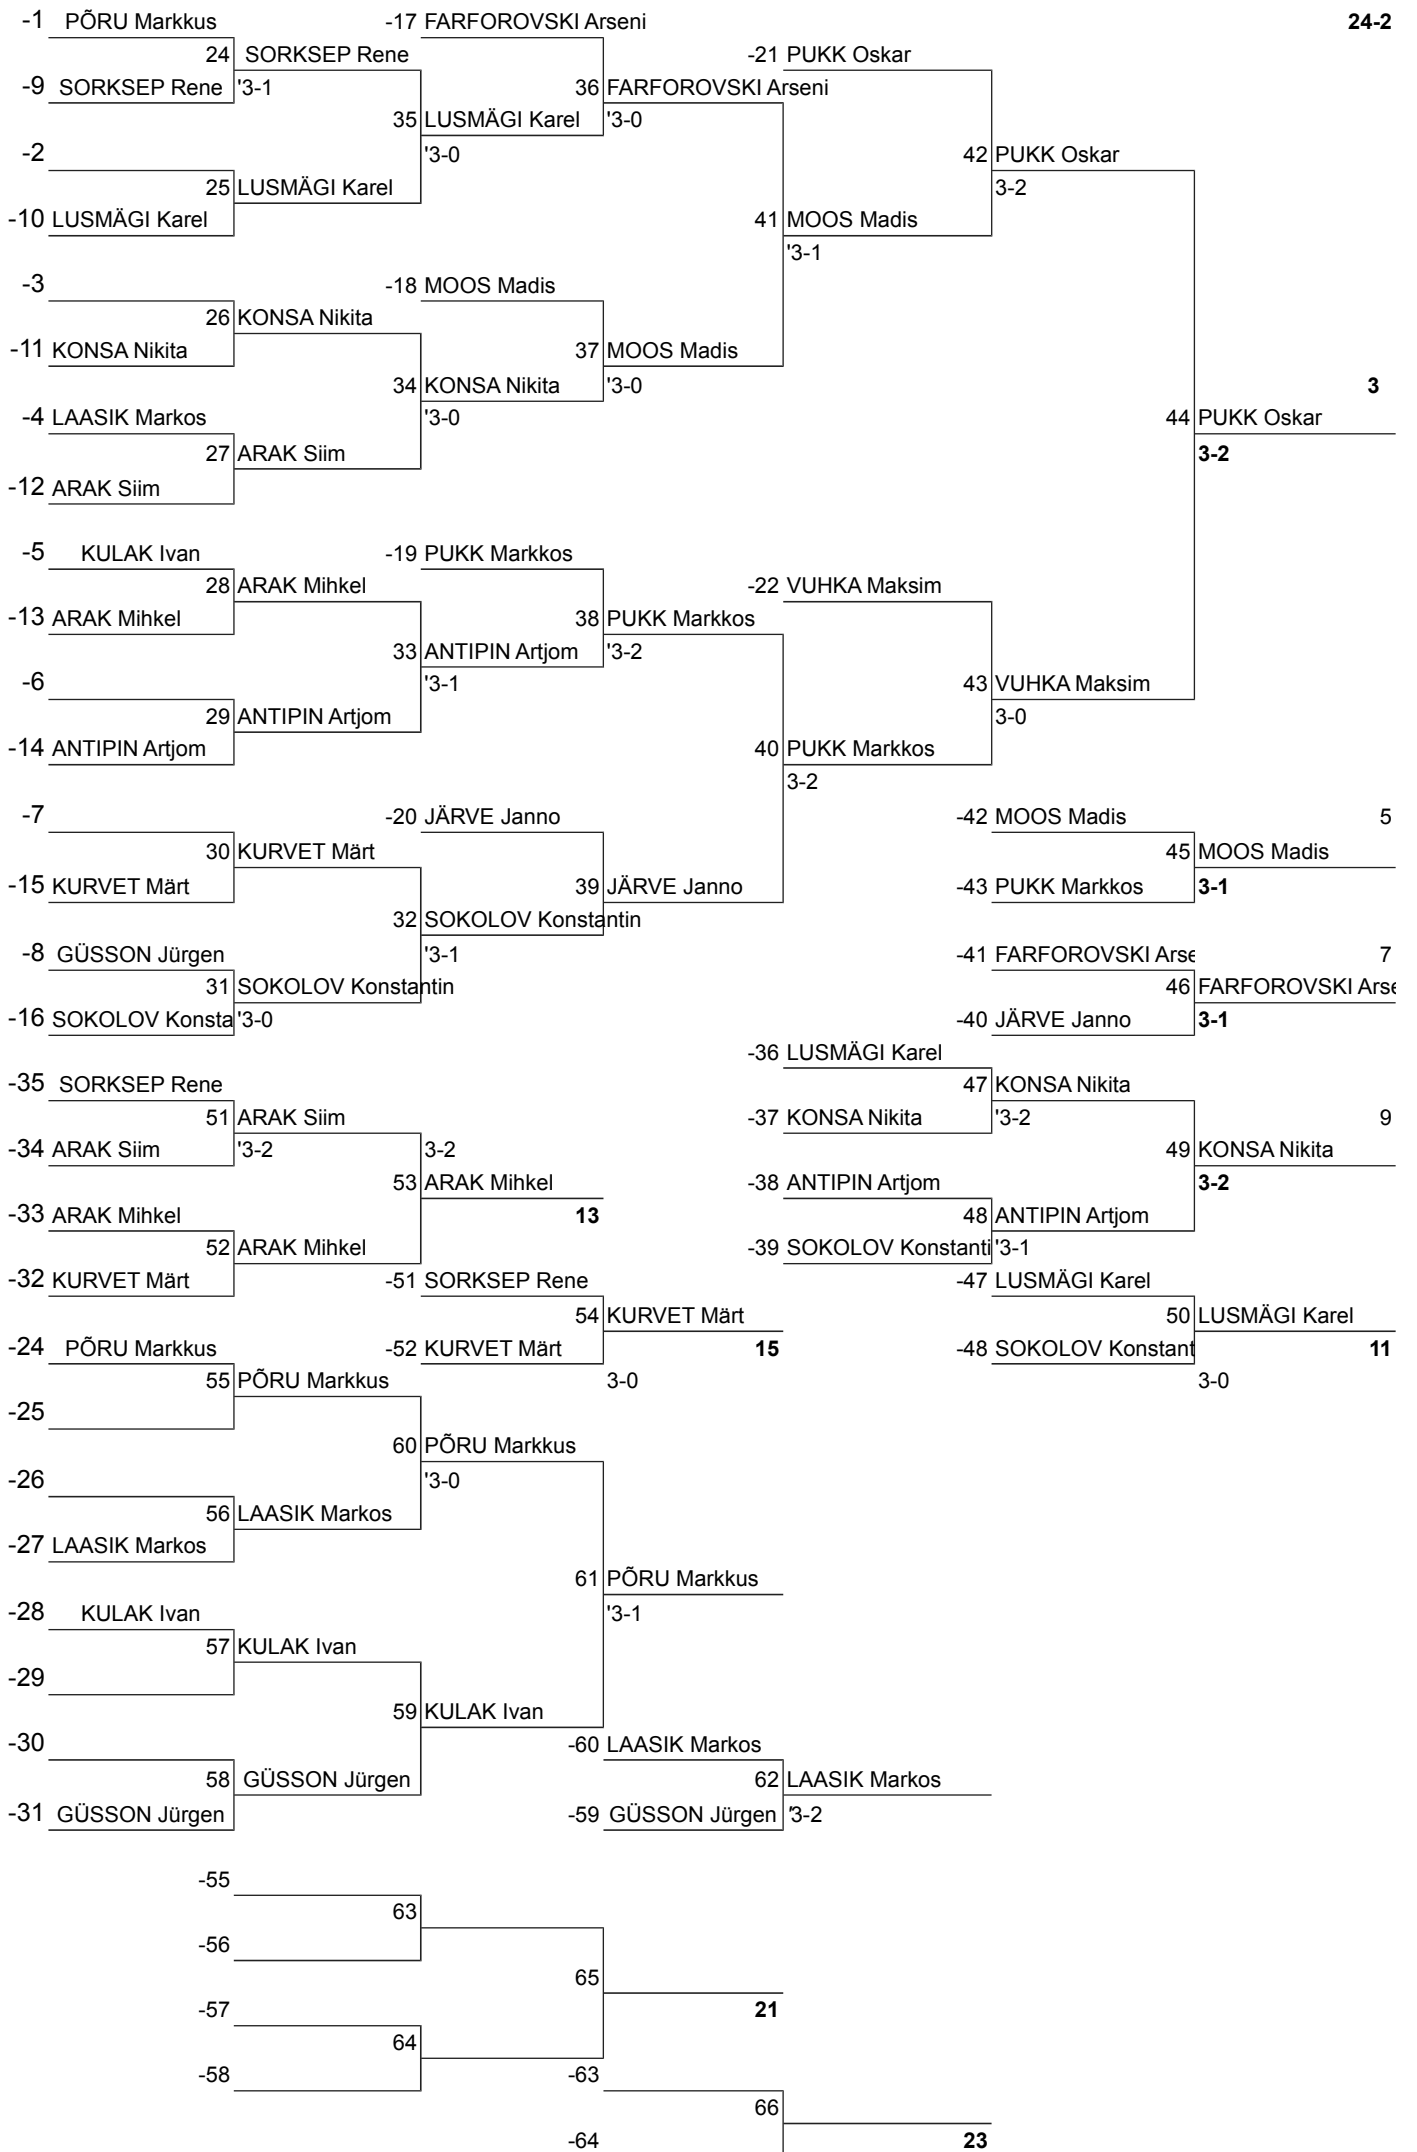 -1 PÕRU Markkus -17 FARFOROVSKI Arseni 24-2
24 SORKSEP Rene -21 PUKK Oskar
-9 SORKSEP Rene '3-1 36 FARFOROVSKI Arseni
35 LUSMÄGI Karel '3-0
-2 '3-0 42 PUKK Oskar
25 LUSMÄGI Karel 3-2
-10 LUSMÄGI Karel 41 MOOS Madis
'3-1
-3 -18 MOOS Madis
26 KONSA Nikita
-11 KONSA Nikita 37 MOOS Madis
34 KONSA Nikita '3-0 3
-4 LAASIK Markos '3-0 44 PUKK Oskar
27 ARAK Siim 3-2
-12 ARAK Siim
-5 KULAK Ivan -19 PUKK Markkos
28 ARAK Mihkel -22 VUHKA Maksim
-13 ARAK Mihkel 38 PUKK Markkos
33 ANTIPIN Artjom '3-2
-6 '3-1 43 VUHKA Maksim
29 ANTIPIN Artjom 3-0
-14 ANTIPIN Artjom 40 PUKK Markkos
3-2
-7 -20 JÄRVE Janno -42 MOOS Madis 5
30 KURVET Märt 45 MOOS Madis
-15 KURVET Märt 39 JÄRVE Janno -43 PUKK Markkos 3-1
32 SOKOLOV Konstantin
-8 GÜSSON Jürgen '3-1 -41 FARFOROVSKI Arse 7
31 SOKOLOV Konstantin 46 FARFOROVSKI Arse
-16 SOKOLOV Konsta '3-0 -40 JÄRVE Janno 3-1
-36 LUSMÄGI Karel
-35 SORKSEP Rene 47 KONSA Nikita
51 ARAK Siim -37 KONSA Nikita '3-2 9
-34 ARAK Siim '3-2 3-2 49 KONSA Nikita
53 ARAK Mihkel -38 ANTIPIN Artjom 3-2
-33 ARAK Mihkel 13 48 ANTIPIN Artjom
52 ARAK Mihkel -39 SOKOLOV Konstanti '3-1
-32 KURVET Märt -51 SORKSEP Rene -47 LUSMÄGI Karel
54 KURVET Märt 50 LUSMÄGI Karel
-24 PÕRU Markkus -52 KURVET Märt 15 -48 SOKOLOV Konstant 11
55 PÕRU Markkus 3-0 3-0
-25
60 PÕRU Markkus
-26 '3-0
56 LAASIK Markos
-27 LAASIK Markos
61 PÕRU Markkus
-28 KULAK Ivan '3-1
57 KULAK Ivan
-29
59 KULAK Ivan
-30 -60 LAASIK Markos
58 GÜSSON Jürgen 62 LAASIK Markos
-31 GÜSSON Jürgen -59 GÜSSON Jürgen '3-2
-55
63
-56
65
-57 21
64
-58 -63
66
-64 23